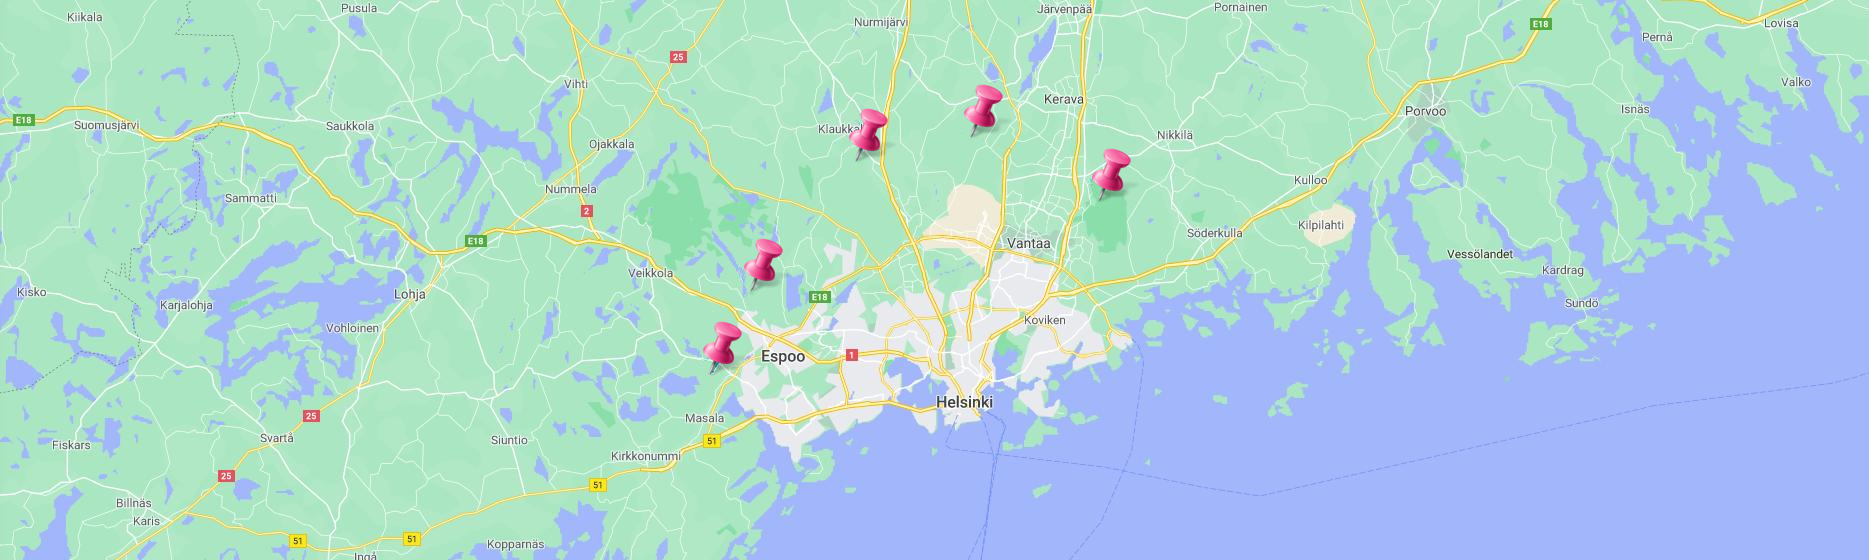 Kiikala
Pusula
Nurmijärvi
Järvenpää
Pornainen
E18
Lovisa
Pernå
25
Vihti
Valko
Kerava
Porvoo
Isnäs
E18
Suomusjärvi
Saukkola
Klaukkal
Nikkilä
Ojakkala
Nummela
Kulloo
Sammatti
2
Kilpilahti
E18
Vantaa
Söderkulla
Vessölandet
Veikkola
Kardrag
Kisko
Karjalohja
Lohja
E18
Sundö
Vohloinen
Koviken
Espoo
1
Helsinki
25
Masala
Svartå
Siuntio
51
Fiskars
Kirkkonummi
25
51
Billnäs
Karis
51
51
Kopparnäs
Ingå